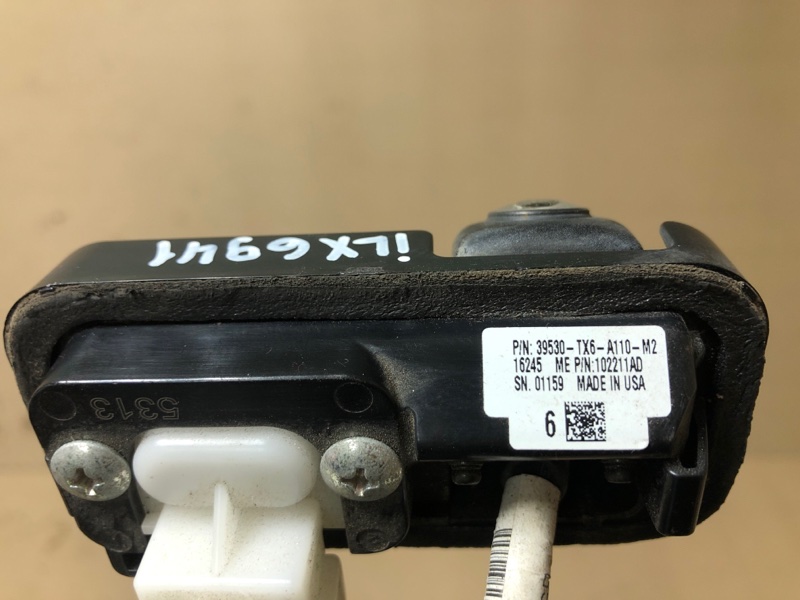 iLX6941
P/N: 39530-TX6-A110-M2
16245 ME P/N:102211AD
SN. 01159 MADE IN USA
6
5313